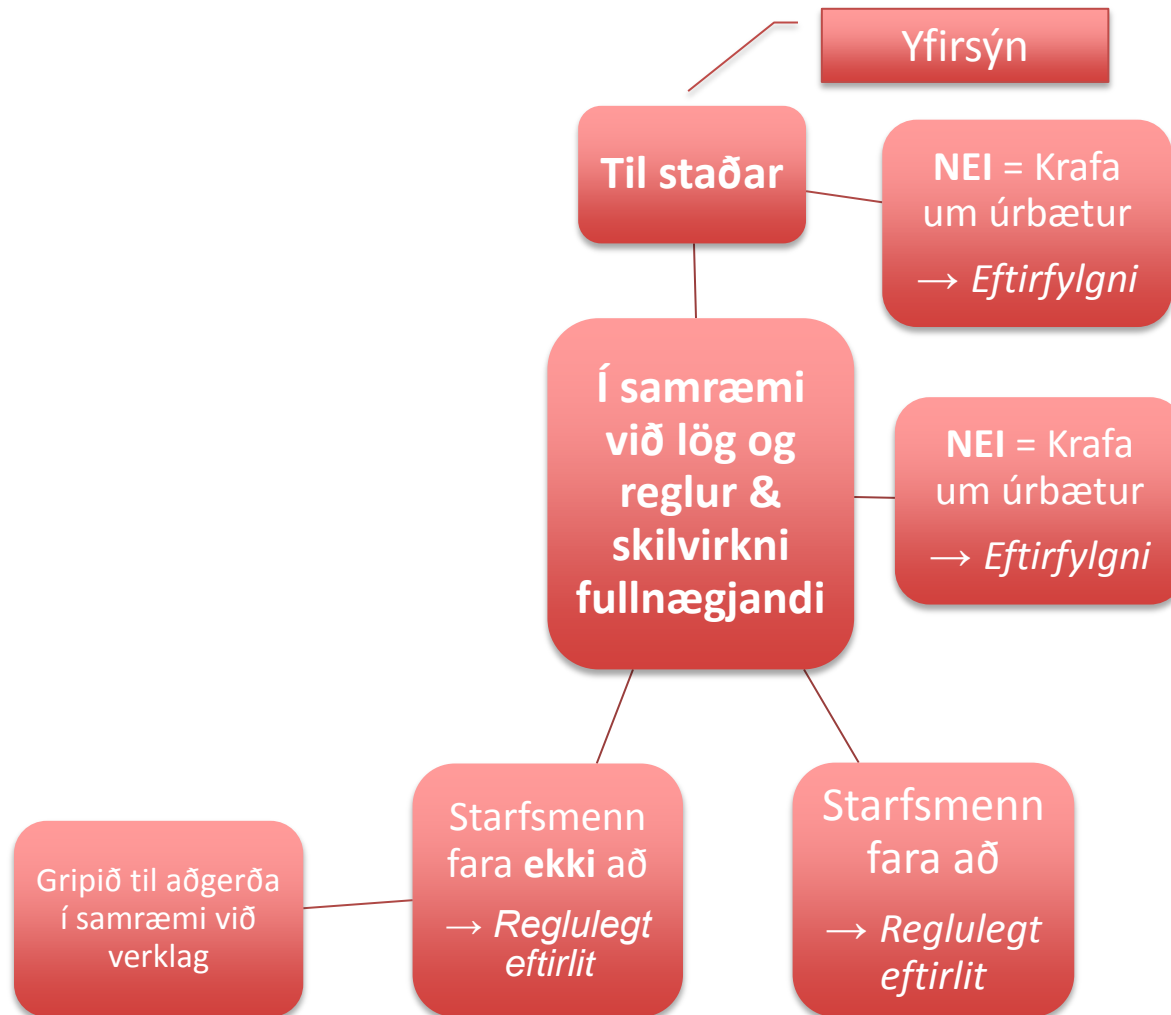 Yfirsýn
Til staðar
NEI = Krafa
um úrbætur
→ Eftirfylgni
Í samræmi
við lög og
reglur &
skilvirkni
fullnægjandi
NEI = Krafa
um úrbætur
→ Eftirfylgni
Gripið til aðgerða
í samræmi við
verklag
Starfsmenn
fara ekki að
→ Reglulegt
eftirlit
Starfsmenn
fara að
→ Reglulegt
eftirlit